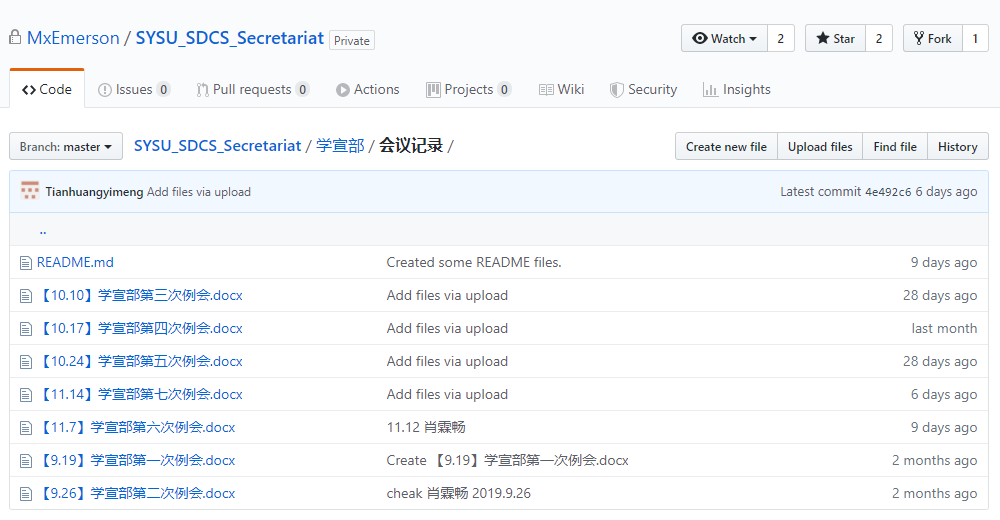 MxEmerson / SYSU_SDCS_Secretariat Private Watch 2 Star 2 Fork 1
Code Issues 0 Pull requests 0 Actions Projects 0 Wiki Security Insights
Branch: master SYSU_SDCS_Secretariat / 学宣部 / 会议记录 / Create new file Upload files Find file History
Tianhuangyimeng Add files via upload Latest commit 4e492c6 6 days ago
..
README.md Created some README files. 9 days ago
【10.10】学宣部第三次例会.docx Add files via upload 28 days ago
【10.17】学宣部第四次例会.docx Add files via upload last month
【10.24】学宣部第五次例会.docx Add files via upload 28 days ago
【11.14】学宣部第七次例会.docx Add files via upload 6 days ago
【11.7】学宣部第六次例会.docx 11.12 肖霖畅 9 days ago
【9.19】学宣部第一次例会.docx Create 【9.19】学宣部第一次例会.docx 2 months ago
【9.26】学宣部第二次例会.docx cheak 肖霖畅 2019.9.26 2 months ago